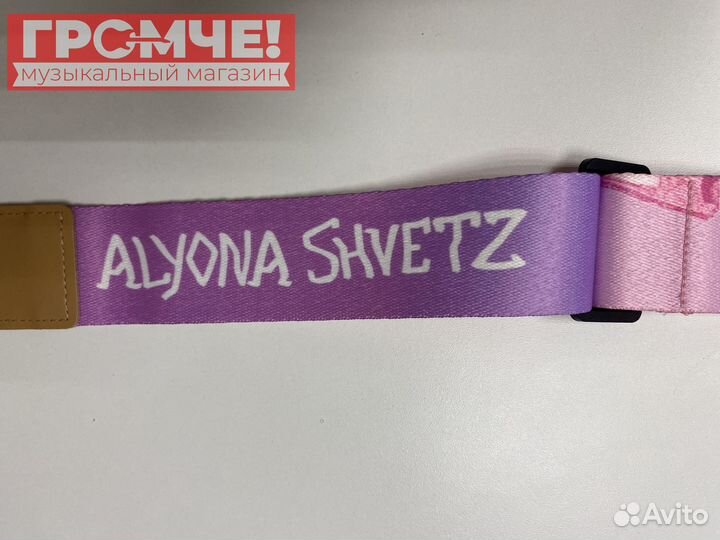 ГРОМЧЕ!
музыкальный магазин
ALYONA SHVETZ
Avito